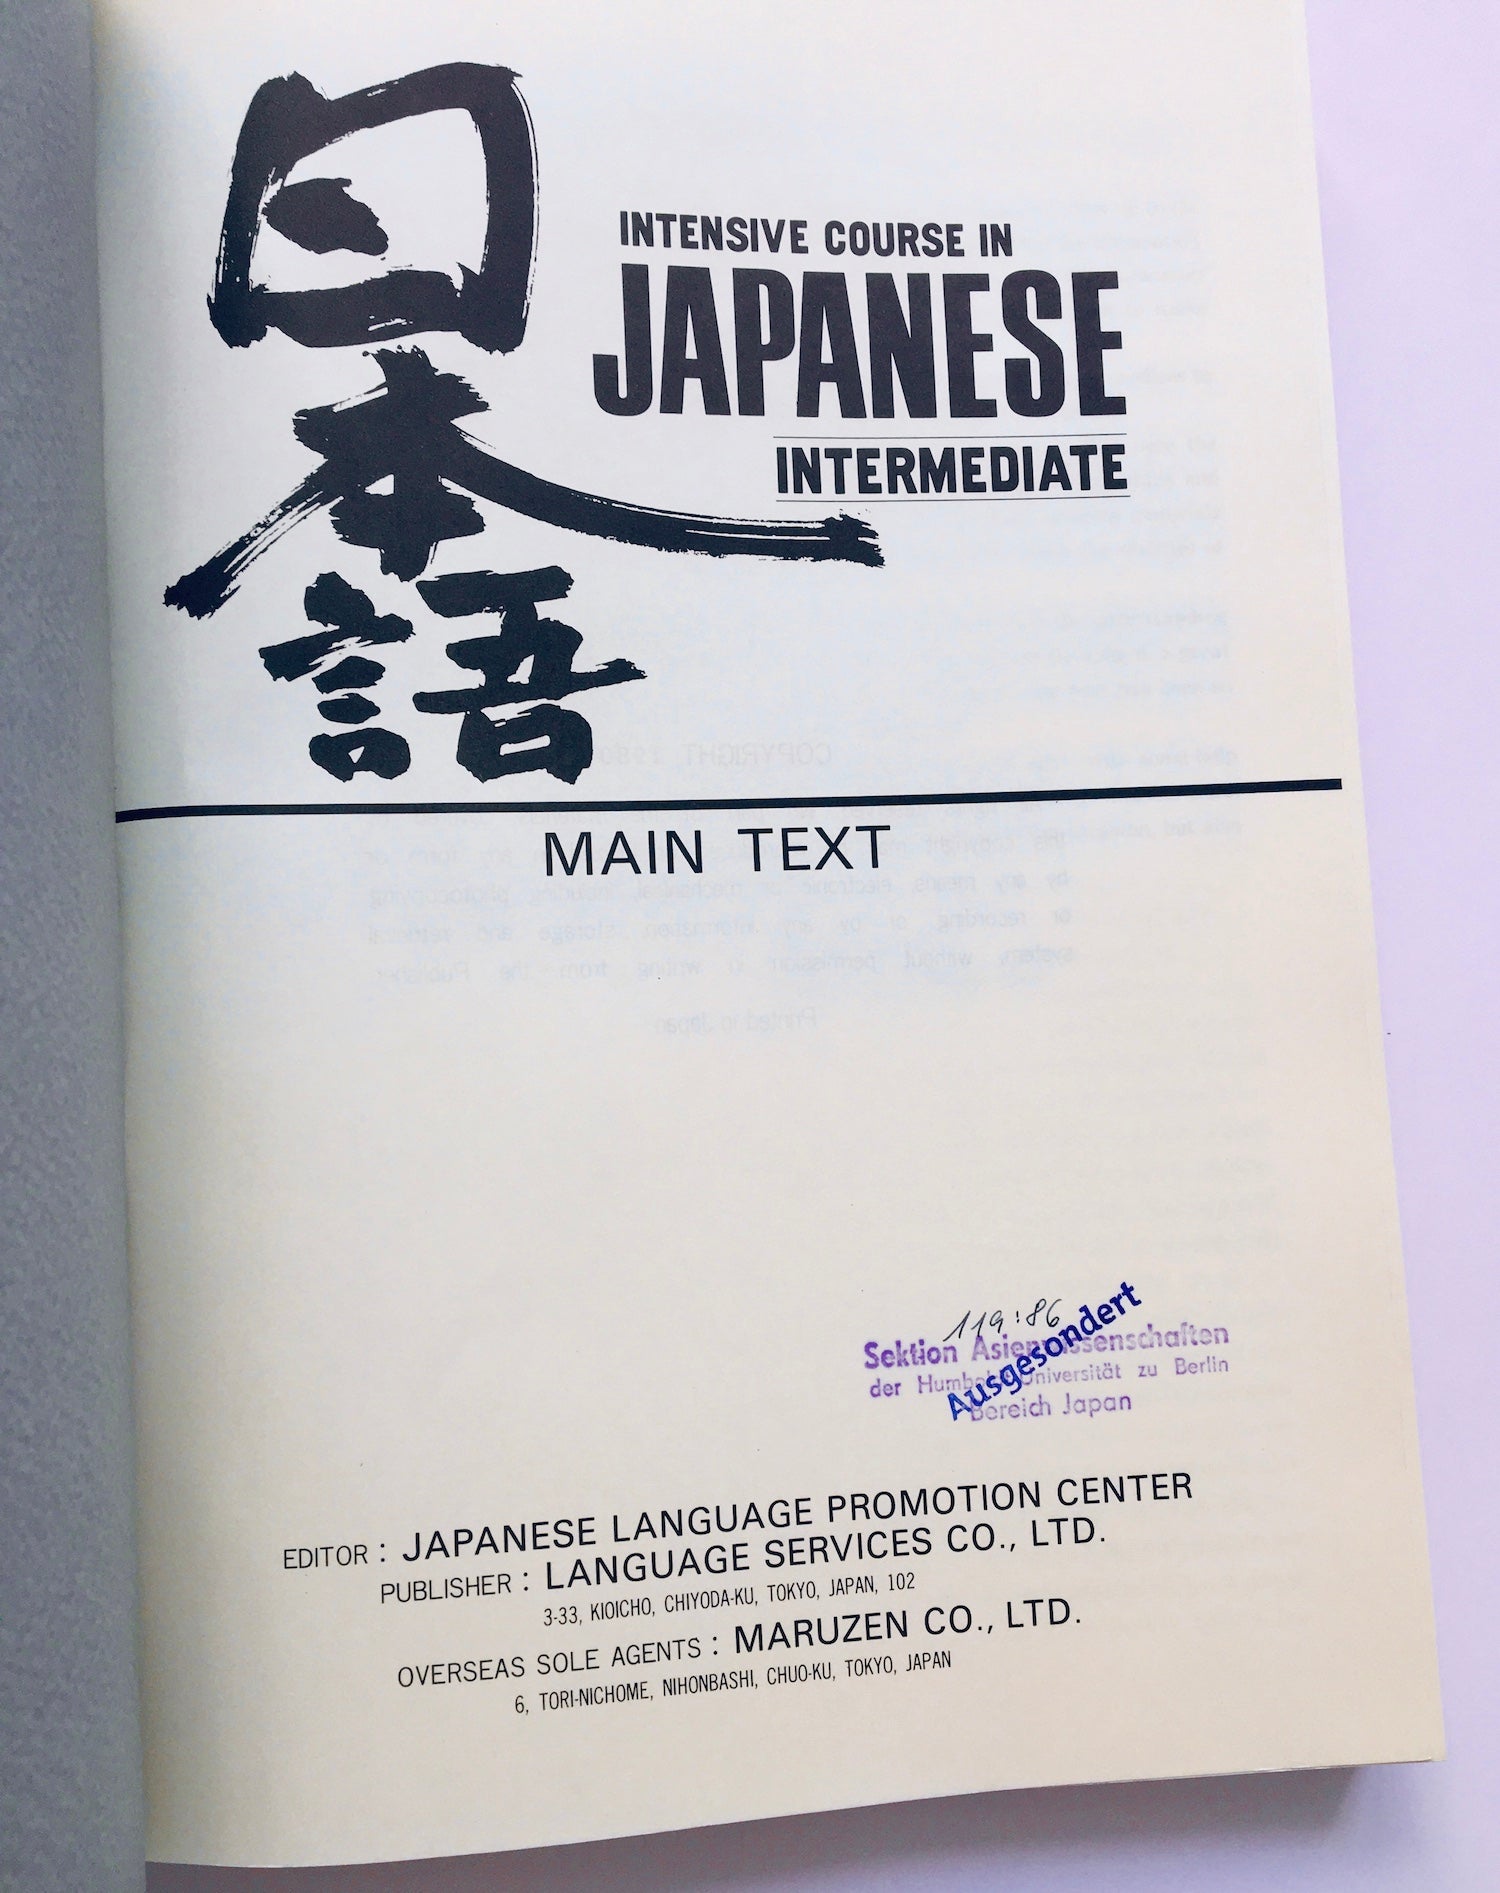 日本語
INTENSIVE COURSE IN
JAPANESE
INTERMEDIATE
MAIN TEXT
119:86
Ausgesondert
Sektion Asienwissenschaften
der Humboldt-Universität zu Berlin
Bereich Japan
EDITOR : JAPANESE LANGUAGE PROMOTION CENTER
PUBLISHER : LANGUAGE SERVICES CO., LTD.
3-33, KIOICHO, CHIYODA-KU, TOKYO, JAPAN, 102
OVERSEAS SOLE AGENTS : MARUZEN CO., LTD.
6, TORI-NICHOME, NIHONBASHI, CHUO-KU, TOKYO, JAPAN